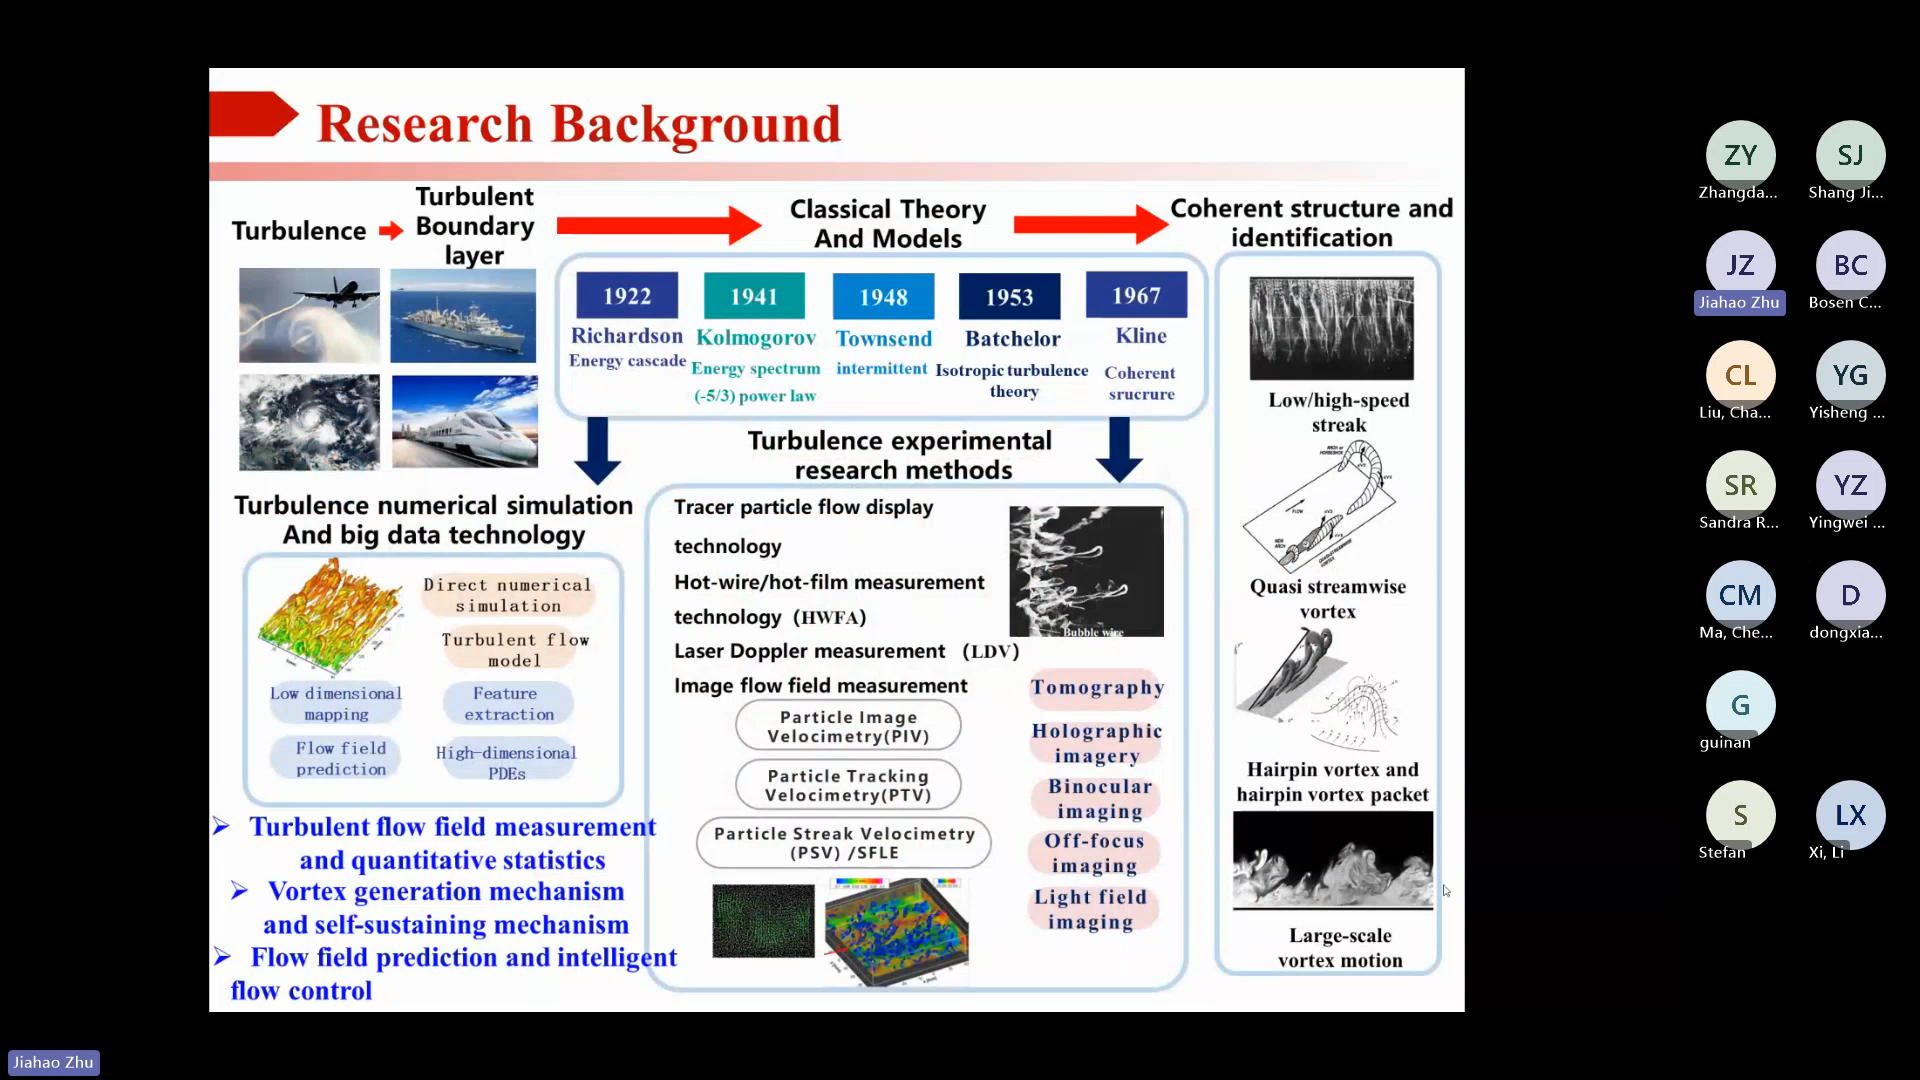 Research Background
Turbulence
Turbulent
Boundary
layer
Classical Theory
And Models
Coherent structure and
identification
1922
Richardson
Energy cascade
1941
Kolmogorov
Energy spectrum
(-5/3) power law
1948
Townsend
intermittent
1953
Batchelor
Isotropic turbulence
theory
1967
Kline
Coherent
srucrure
Turbulence numerical simulation
And big data technology
Direct numerical
simulation
Turbulent flow
model
Low dimensional
mapping
Feature
extraction
Flow field
prediction
High-dimensional
PDEs
Turbulent flow field measurement
and quantitative statistics
Vortex generation mechanism
and self-sustaining mechanism
Flow field prediction and intelligent
flow control
Turbulence experimental
research methods
Tracer particle flow display
technology
Hot-wire/hot-film measurement
technology (HWFA)
Laser Doppler measurement (LDV)
Image flow field measurement
Bubble wire
Particle Image
Velocimetry(PIV)
Particle Tracking
Velocimetry(PTV)
Particle Streak Velocimetry
(PSV) /SFLE
Tomography
Holographic
imagery
Binocular
imaging
Off-focus
imaging
Light field
imaging
Low/high-speed
streak
FLOW
Quasi streamwise
vortex
Hairpin vortex and
hairpin vortex packet
Large-scale
vortex motion
ZY
Zhangda...
SJ
Shang Ji...
JZ
Jiahao Zhu
BC
Bosen C...
CL
Liu, Cha...
YG
Yisheng ...
SR
Sandra R...
YZ
Yingwei ...
CM
Ma, Che...
D
dongxia...
G
guinan
S
Stefan
LX
Xi, Li
Jiahao Zhu